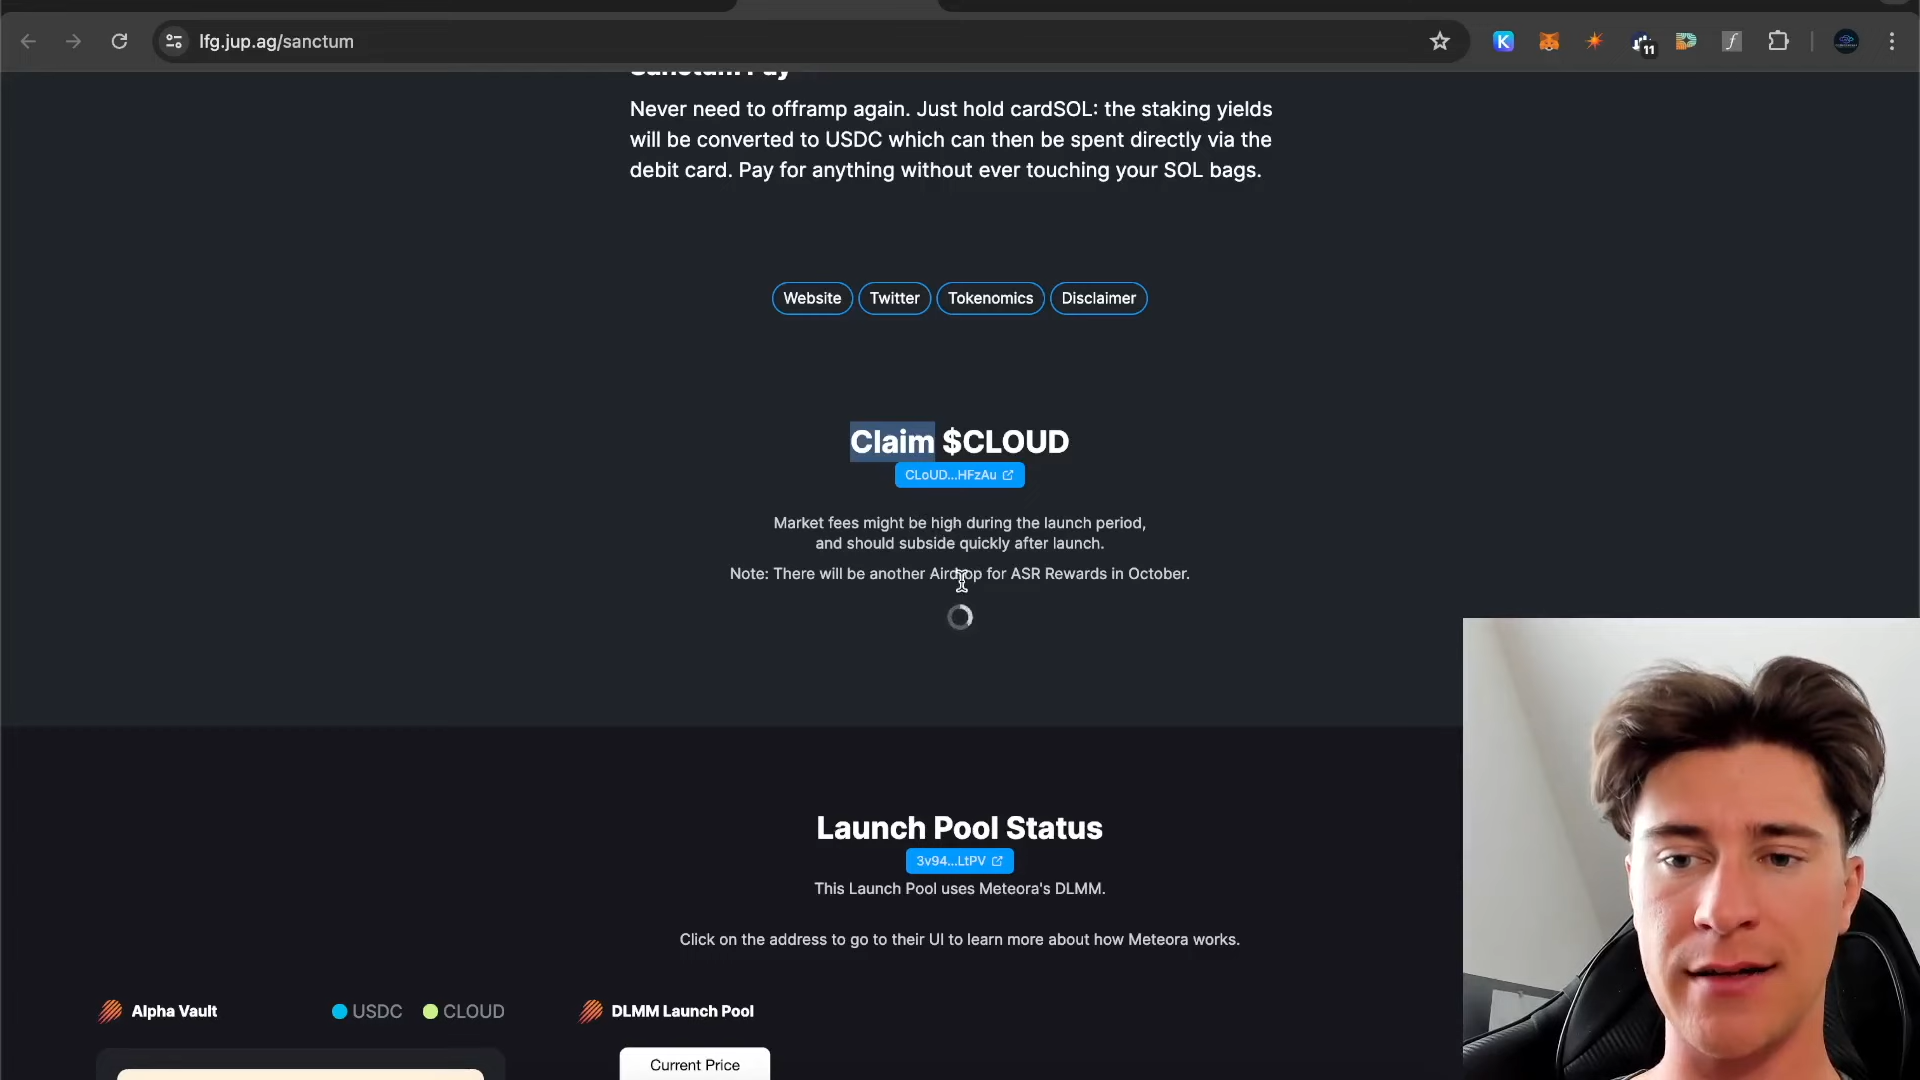 lfg.jup.ag/sanctum
K
11
f
Sanctum Pay
Never need to offramp again. Just hold cardSOL: the staking yields
will be converted to USDC which can then be spent directly via the
debit card. Pay for anything without ever touching your SOL bags.
Website
Twitter
Tokenomics
Disclaimer
Claim $CLOUD
CLoUD...HFzAu
Market fees might be high during the launch period,
and should subside quickly after launch.
Note: There will be another Airdrop for ASR Rewards in October.
Launch Pool Status
3v94...LtPV
This Launch Pool uses Meteora's DLMM.
Click on the address to go to their UI to learn more about how Meteora works.
Alpha Vault
USDC
CLOUD
DLMM Launch Pool
Current Price